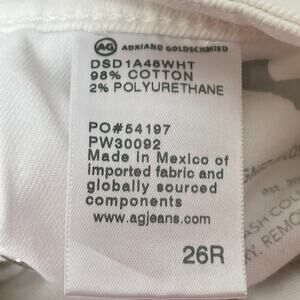 AG ADRIANO GOLDSCHMIED
DSD1A48WHT
98% COTTON
2% POLYURETHANE
PO#54197
PW30092
Made in Mexico of
imported fabric and
globally sourced
components
www.agjeans.com
26R